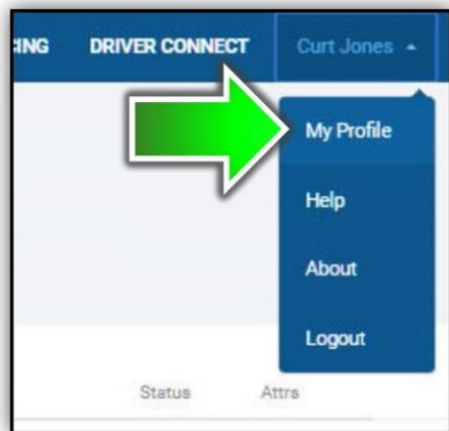 DRIVER CONNECT Curt Jones
My Profile
Help
About
Logout
Status Attrs